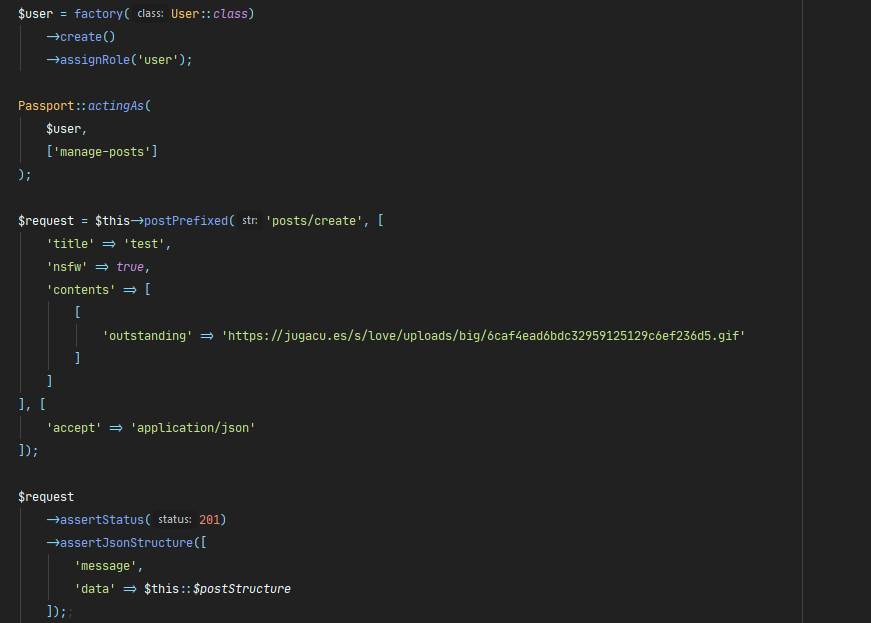 $user = factory( class: User::class)
->create()
->assignRole('user');
Passport::actingAs(
$user,
['manage-posts']
);
$request = $this->postPrefixed( str: 'posts/create', [
'title' => 'test',
'nsfw' => true,
'contents' => [
[
'outstanding' => 'https://jugacu.es/s/love/uploads/big/6caf4ead6bdc32959125129c6ef236d5.gif'
]
]
], [
'accept' => 'application/json'
]);
$request
->assertStatus( status: 201)
->assertJsonStructure([
'message',
'data' => $this::$postStructure
]);;